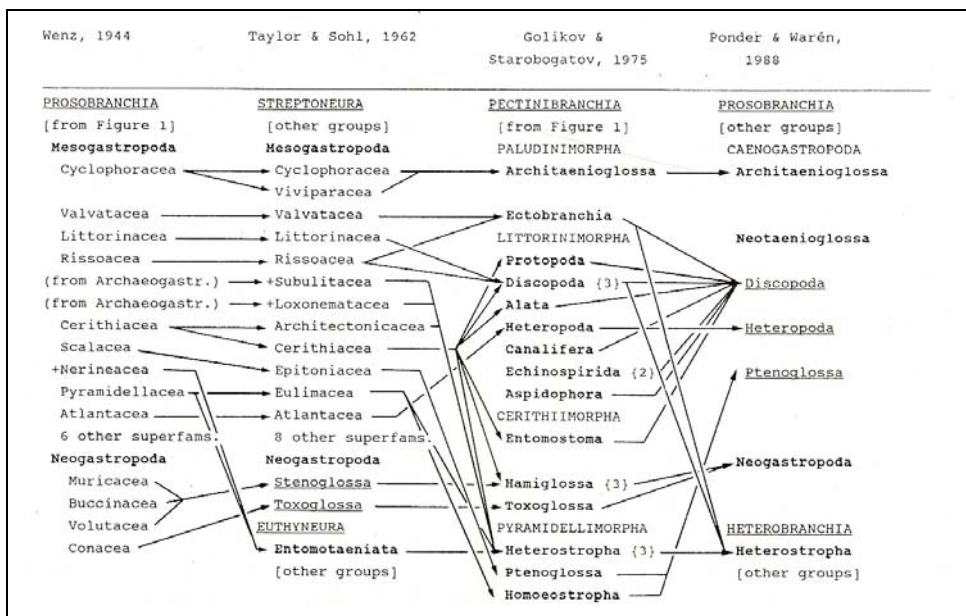 Wenz, 1944 Taylor & Sohl, 1962 Golikov & Ponder & Warén,
Starobogatov, 1975 1988
PROSOBRANCHIA STREPTONEURA PECTINIBRANCHIA PROSOBRANCHIA
[from Figure 1] [other groups] [from Figure 1] [other groups]
Mesogastropoda Mesogastropoda PALUDINIMORPHA CAENOGASTROPODA
Cyclophoracea Cyclophoracea Architaenioglossa Architaenioglossa
Viviparacea
Valvatacea Valvatacea Ectobranchia
Littorinacea Littorinacea LITTORINIMORPHA Neotaenioglossa
Rissoacea Rissoacea Protopoda
(from Archaeogastr.) +Subulitacea Discopoda {3} Discopoda
(from Archaeogastr.) +Loxonematacea Alata
Cerithiacea Architectonicacea Heteropoda Heteropoda
Cerithiacea Canalifera
Scalacea Epitoniacea Echinospirida {2} Ptenoglossa
+Nerineacea
Pyramidellacea Eulimacea Aspidophora
Atlantacea Atlantacea CERITHIIMORPHA
6 other superfams. 8 other superfams. Entomostoma
Neogastropoda Neogastropoda Neogastropoda
Muricacea Stenoglossa Hamiglossa {3}
Buccinacea Toxoglossa Toxoglossa
Volutacea EUTHYNEURA PYRAMIDELLIMORPHA HETEROBRANCHIA
Conacea Entomotaeniata Heterostropha {3} Heterostropha
[other groups] Ptenoglossa [other groups]
Homoeostropha